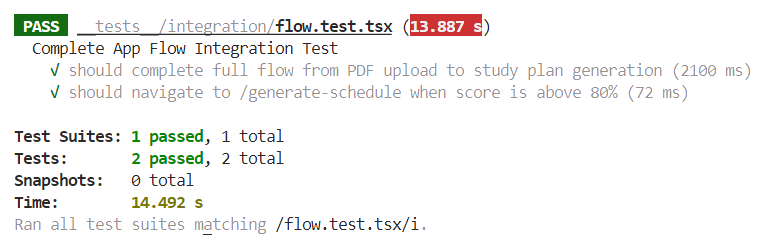 PASS __tests__/integration/flow.test.tsx (13.887 s)
Complete App Flow Integration Test
√ should complete full flow from PDF upload to study plan generation (2100 ms)
√ should navigate to /generate-schedule when score is above 80% (72 ms)
Test Suites: 1 passed, 1 total
Tests: 2 passed, 2 total
Snapshots: 0 total
Time: 14.492 s
Ran all test suites matching /flow.test.tsx/i.